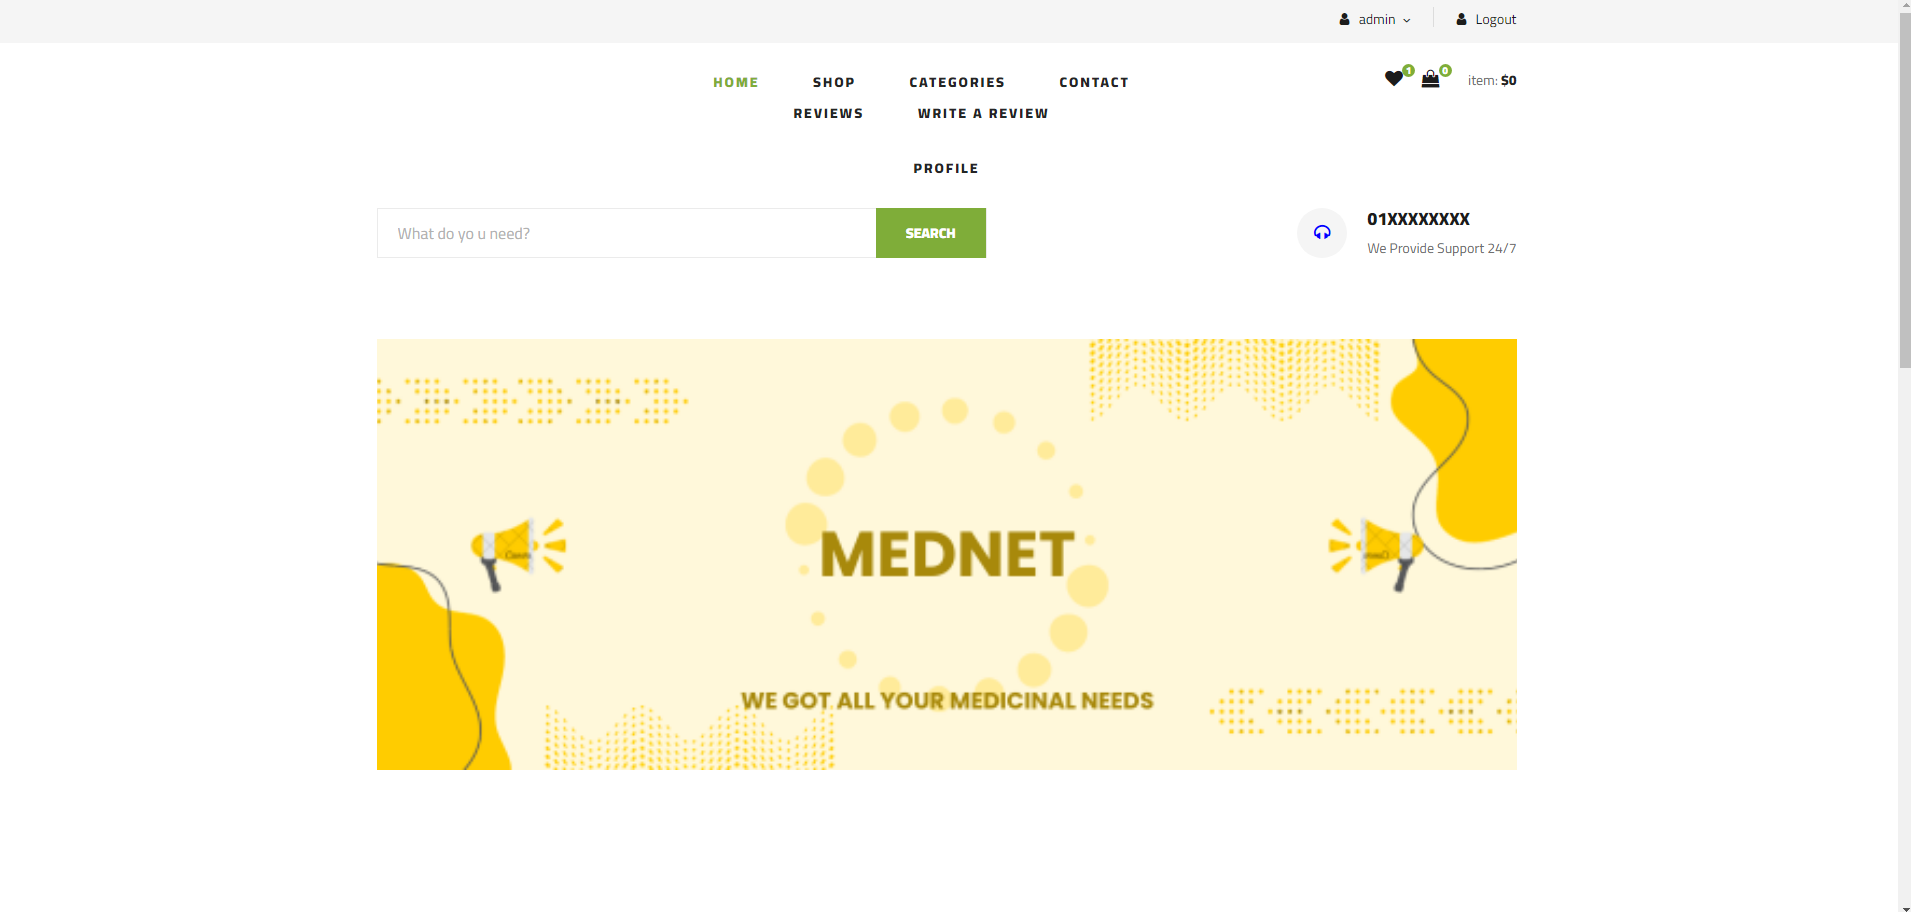 admin
Logout
HOME SHOP CATEGORIES CONTACT
1 0 item: $0
REVIEWS WRITE A REVIEW
PROFILE
What do yo u need?
SEARCH
01XXXXXXXX
We Provide Support 24/7
MEDNET
WE GOT ALL YOUR MEDICINAL NEEDS